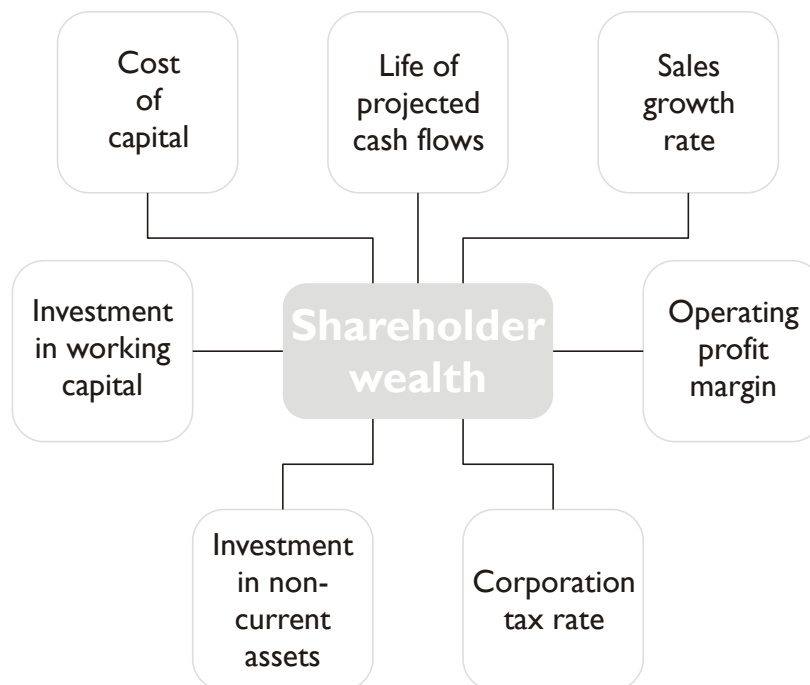 Cost
of
capital
Life of
projected
cash flows
Sales
growth
rate
Investment
in working
capital
Shareholder
wealth
Operating
profit
margin
Investment
in non-
current
assets
Corporation
tax rate